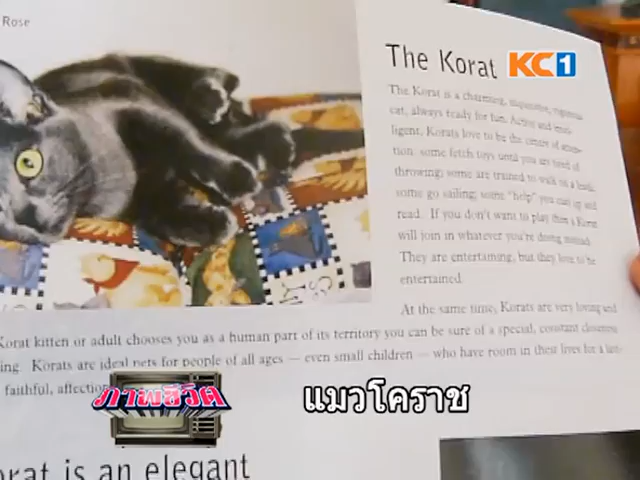 Rose
The Korat
KC1
The Korat is a charming, inquisitive, vigorous
cat, always ready for fun. Active and intel-
ligent, Korats love to be the centre of atten-
tion: some fetch toys until you are tired of
throwing; some are trained to walk on a leash;
some go sailing; some "help" you curl up and
read. If you don't want to play then a Korat
will join in whatever you're doing instead.
They are entertaining, but they love to be
entertained.
At the same time, Korats are very loving and
Korat kitten or adult chooses you as a human part of its territory you can be sure of a special, constant closeness
ing. Korats are ideal pets for people of all ages — even small children — who have room in their lives for a
faithful, affectio
ภาพชีวิต
แมวโคราช
orat is an elegant